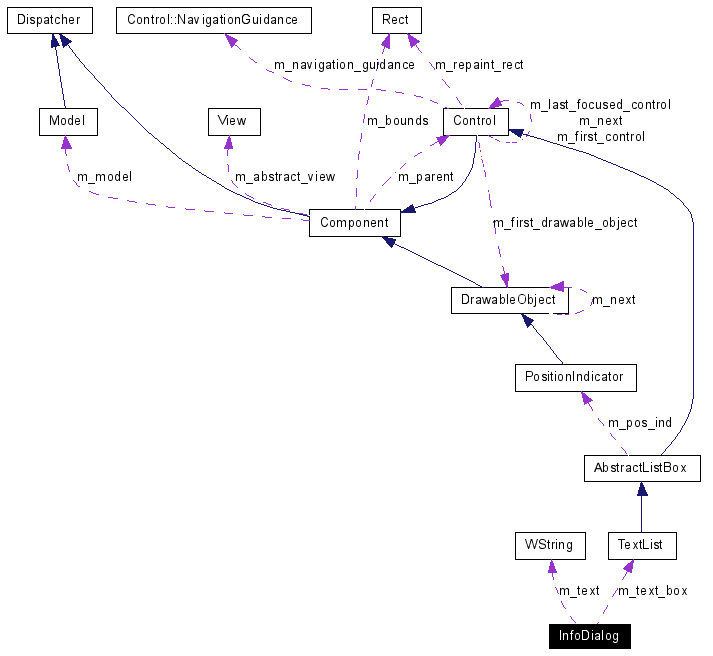 Dispatcher
Control::NavigationGuidance
Rect
m_navigation_guidance
m_repaint_rect
Model
View
m_bounds
Control
m_last_focused_control
m_next
m_first_control
m_model
m_abstract_view
m_parent
Component
m_first_drawable_object
DrawableObject
m_next
PositionIndicator
m_pos_ind
AbstractListBox
WString
TextList
m_text
m_text_box
InfoDialog